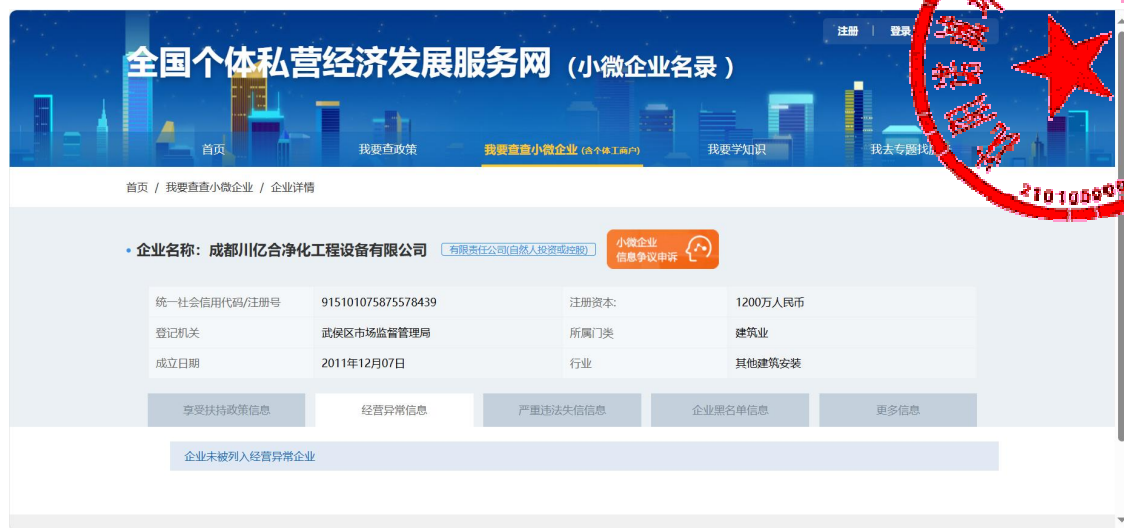 注册 登录
全国个体私营经济发展服务网 (小微企业名录)
首页 我要查政策 我要查查小微企业 (含个体工商户) 我要学知识 我去专题找
首页 / 我要查查小微企业 / 企业详情
• 企业名称：成都川亿合净化工程设备有限公司 有限责任公司(自然人投资或控股) 小微企业
信息争议申诉
统一社会信用代码/注册号 915101075875578439 注册资本: 1200万人民币
登记机关 武侯区市场监督管理局 所属门类 建筑业
成立日期 2011年12月07日 行业 其他建筑安装
享受扶持政策信息 经营异常信息 严重违法失信信息 企业黑名单信息 更多信息
企业未被列入经营异常企业